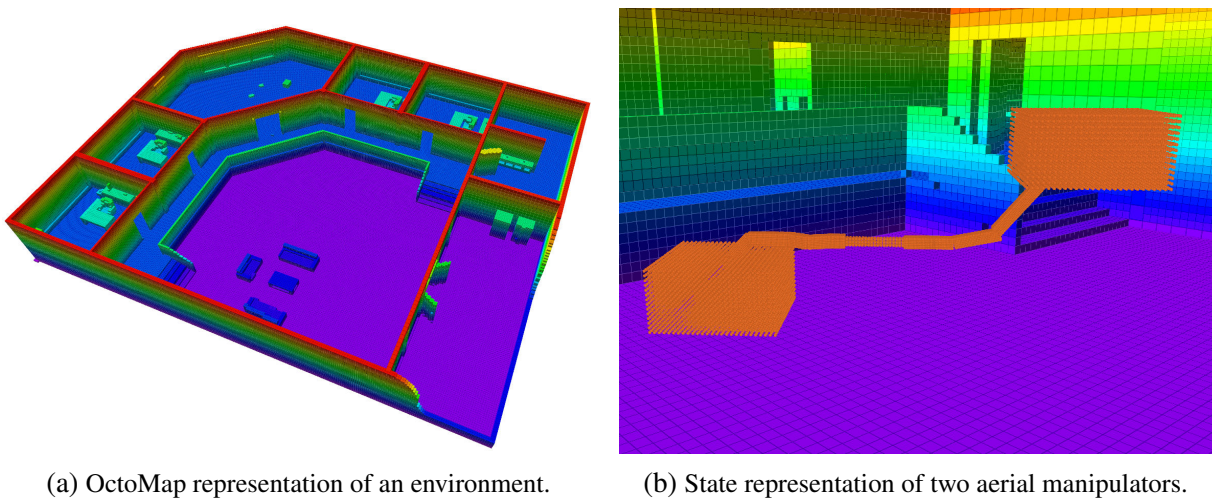 (a) OctoMap representation of an environment.
(b) State representation of two aerial manipulators.